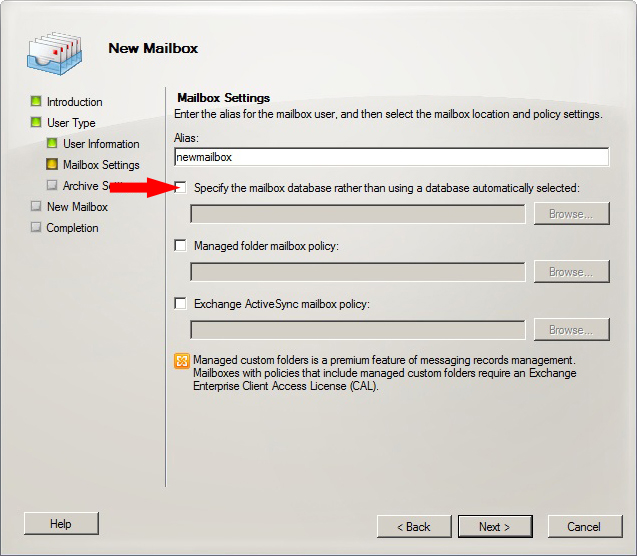 New Mailbox
Introduction
User Type
User Information
Mailbox Settings
Archive
New Mailbox
Completion
Mailbox Settings
Enter the alias for the mailbox user, and then select the mailbox location and policy settings.
Alias:
newmailbox
Specify the mailbox database rather than using a database automatically selected:
Browse...
Managed folder mailbox policy:
Browse...
Exchange ActiveSync mailbox policy:
Browse...
Managed custom folders is a premium feature of messaging records management.
Mailboxes with policies that include managed custom folders require an Exchange
Enterprise Client Access License (CAL).
Help
< Back
Next >
Cancel